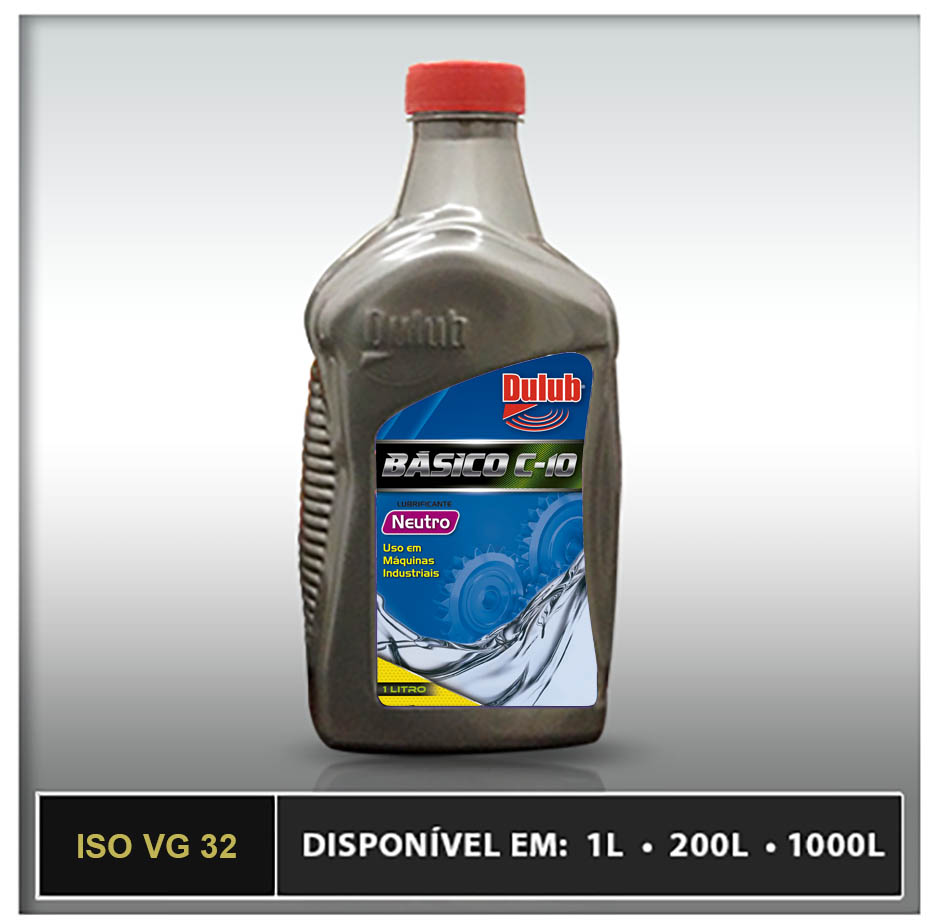 Dulub
Dulub
BÁSICO C-10
LUBRIFICANTE
Neutro
Uso em
Máquinas
Industriais
1 LITRO
ISO VG 32
DISPONÍVEL EM: 1L • 200L • 1000L